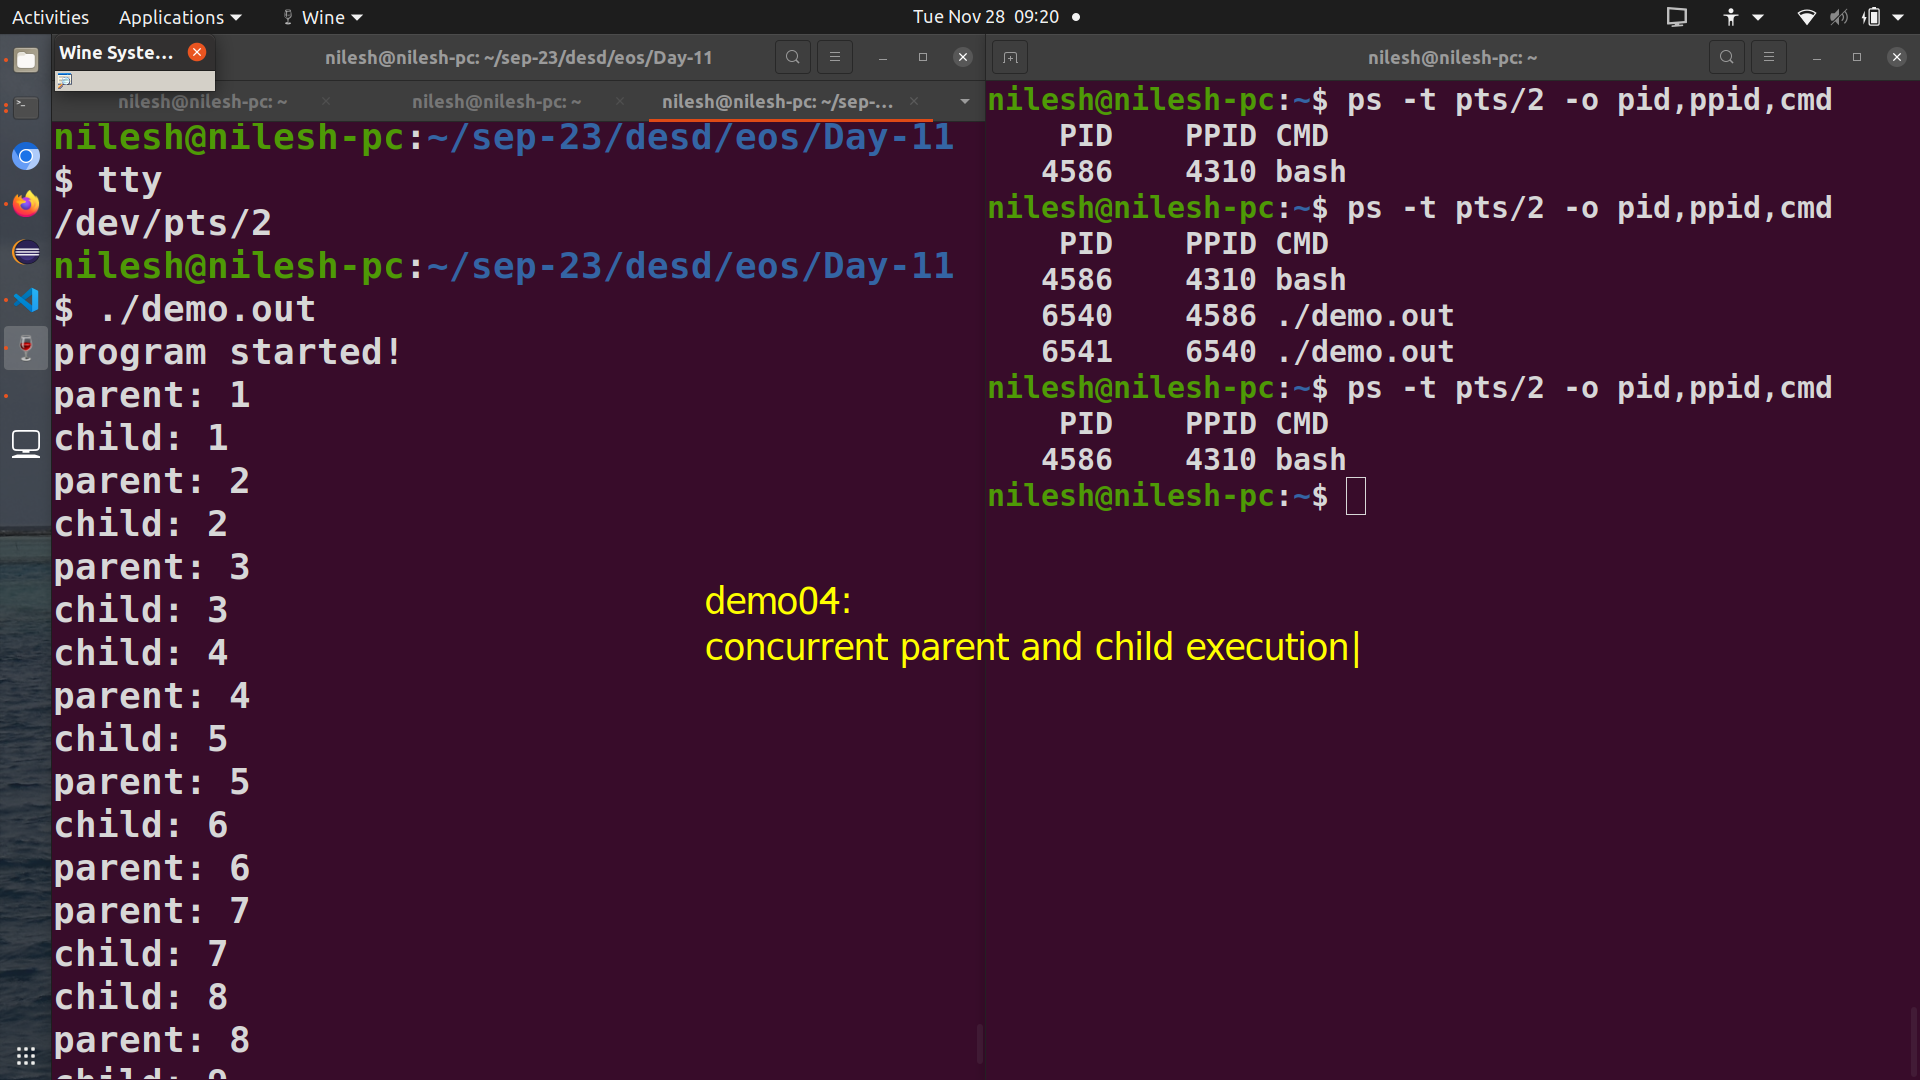 Activities Applications Wine Tue Nov 28 09:20
Wine Syste...
nilesh@nilesh-pc: ~/sep-23/desd/eos/Day-11
nilesh@nilesh-pc: ~ nilesh@nilesh-pc: ~ nilesh@nilesh-pc: ~/sep-...
nilesh@nilesh-pc:~/sep-23/desd/eos/Day-11
$ tty
/dev/pts/2
nilesh@nilesh-pc:~/sep-23/desd/eos/Day-11
$ ./demo.out
program started!
parent: 1
child: 1
parent: 2
child: 2
parent: 3
child: 3
child: 4
parent: 4
child: 5
parent: 5
child: 6
parent: 6
parent: 7
child: 7
child: 8
parent: 8
child: 9
nilesh@nilesh-pc: ~
nilesh@nilesh-pc:~$ ps -t pts/2 -o pid,ppid,cmd
PID PPID CMD
4586 4310 bash
nilesh@nilesh-pc:~$ ps -t pts/2 -o pid,ppid,cmd
PID PPID CMD
4586 4310 bash
6540 4586 ./demo.out
6541 6540 ./demo.out
nilesh@nilesh-pc:~$ ps -t pts/2 -o pid,ppid,cmd
PID PPID CMD
4586 4310 bash
nilesh@nilesh-pc:~$
demo04:
concurrent parent and child execution